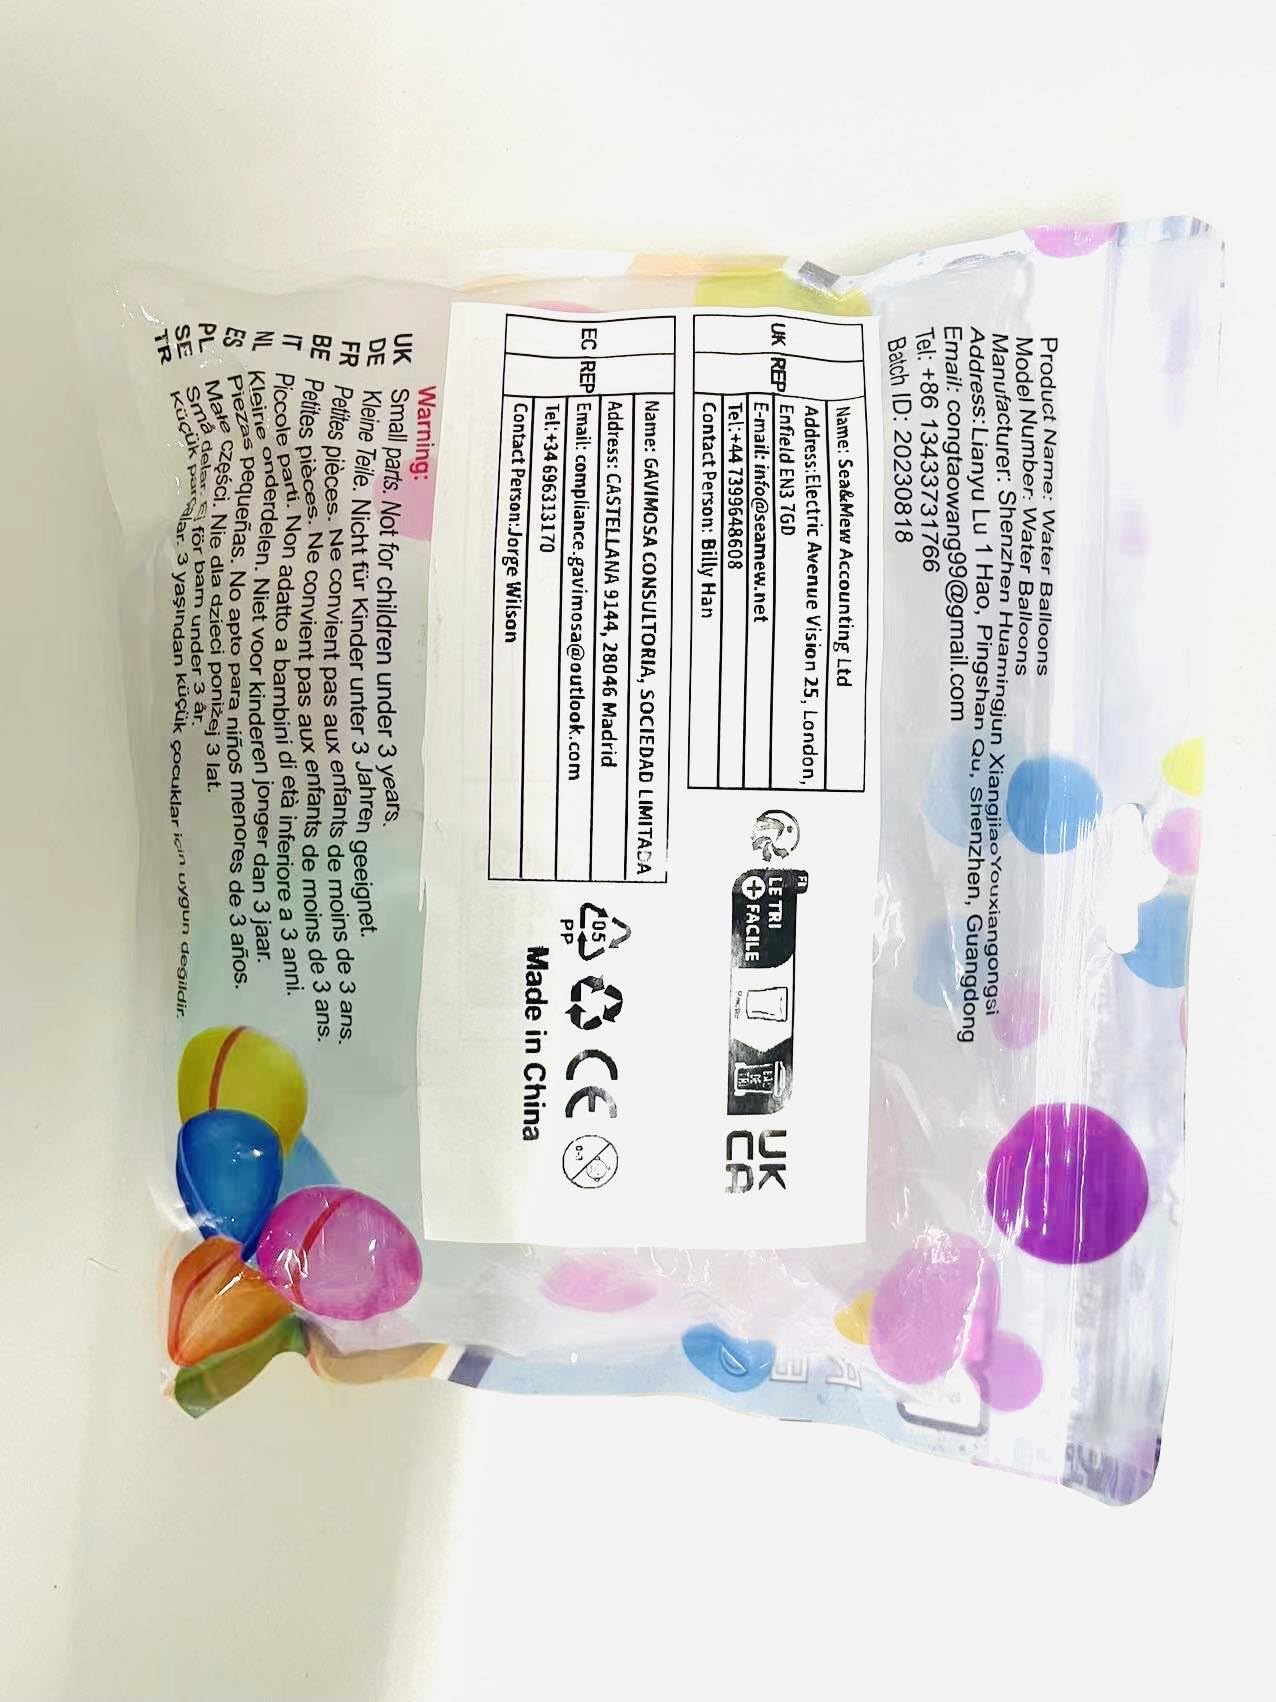 Product Name: Water Balloons
Model Number: Water Balloons
Manufacturer: Shenzhen Huamingjun XiangjiaoYouxiangongsi
Address:Lianyu Lu 1 Hao, Pingshan Qu, Shenzhen, Guangdong
Email: congtaowang99@gmail.com
Tel: +86 13433731766
Batch ID: 20230818
UK REP
Name: Sea&Mew Accounting Ltd
Address:Electric Avenue Vision 25, London,
Enfield EN3 7GD
E-mail: info@seamew.net
Tel:+44 7399648608
Contact Person: Billy Han
FR
LE TRI
+ FACILE
BAC
DE
TRI
UK
CA
EC REP
Name: GAVIMOSA CONSULTORIA, SOCIEDAD LIMITADA
Address: CASTELLANA 9144, 28046 Madrid
Email: compliance.gavimosa@outlook.com
Tel:+34 696313170
Contact Person:Jorge Wilson
05
PP
CE
0-3
Made in China
Warning:
UK Small parts. Not for children under 3 years.
DE Kleine Teile. Nicht für Kinder unter 3 Jahren geeignet.
FR Petites pièces. Ne convient pas aux enfants de moins de 3 ans.
BE Petites pièces. Ne convient pas aux enfants de moins de 3 ans.
IT Piccole parti. Non adatto a bambini di età inferiore a 3 anni.
NL Kleine onderdelen. Niet voor kinderen jonger dan 3 jaar.
ES Piezas pequeñas. No apto para niños menores de 3 años.
PL Małe części. Nie dla dzieci poniżej 3 lat.
SE Små delar. Ej för barn under 3 år.
TR Küçük parçalar. 3 yaşından küçük çocuklar için uygun değildir.